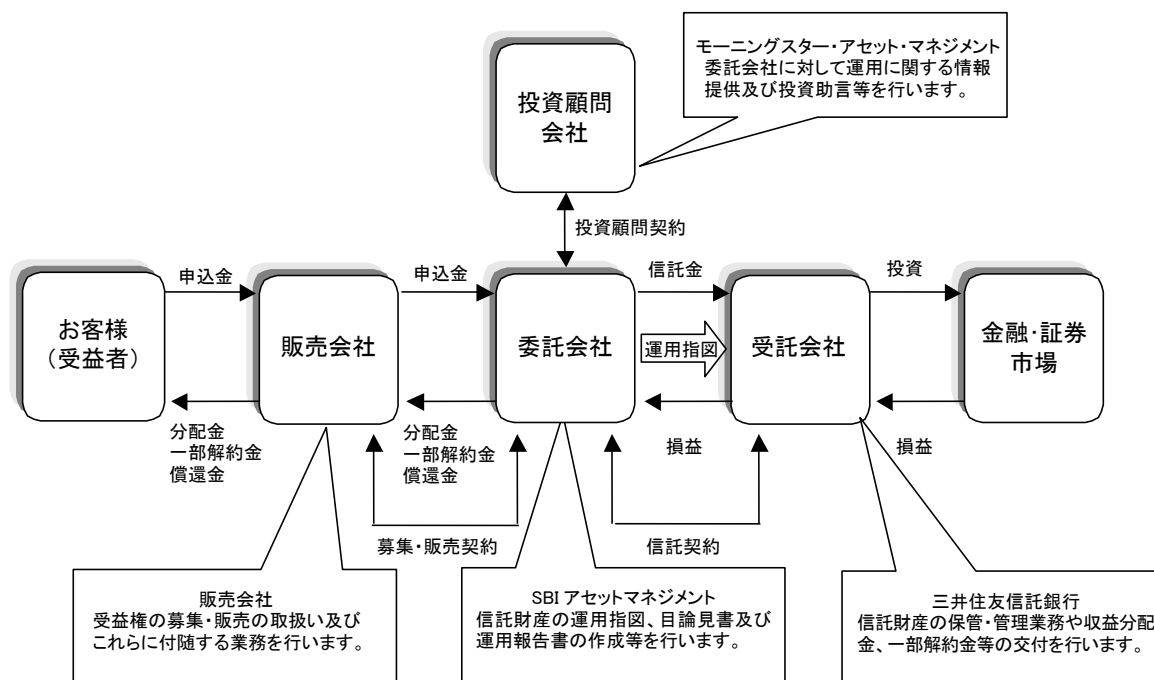 モーニングスター・アセット・マネジメント
委託会社に対して運用に関する情報
提供及び投資助言等を行います。
投資顧問
会社
投資顧問契約
申込金
申込金
信託金
投資
お客様
（受益者）
販売会社
委託会社
運用指図
受託会社
金融・証券
市場
分配金
一部解約金
償還金
分配金
一部解約金
償還金
損益
損益
募集・販売契約
信託契約
販売会社
受益権の募集・販売の取扱い及び
これらに付随する業務を行います。
SBI アセットマネジメント
信託財産の運用指図、目論見書及び
運用報告書の作成等を行います。
三井住友信託銀行
信託財産の保管・管理業務や収益分配
金、一部解約金等の交付を行います。